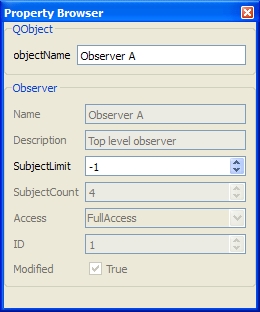 Property Browser
QObject
objectName Observer A
Observer
Name Observer A
Description Top level observer
SubjectLimit -1
SubjectCount 4
Access FullAccess
ID 1
Modified True